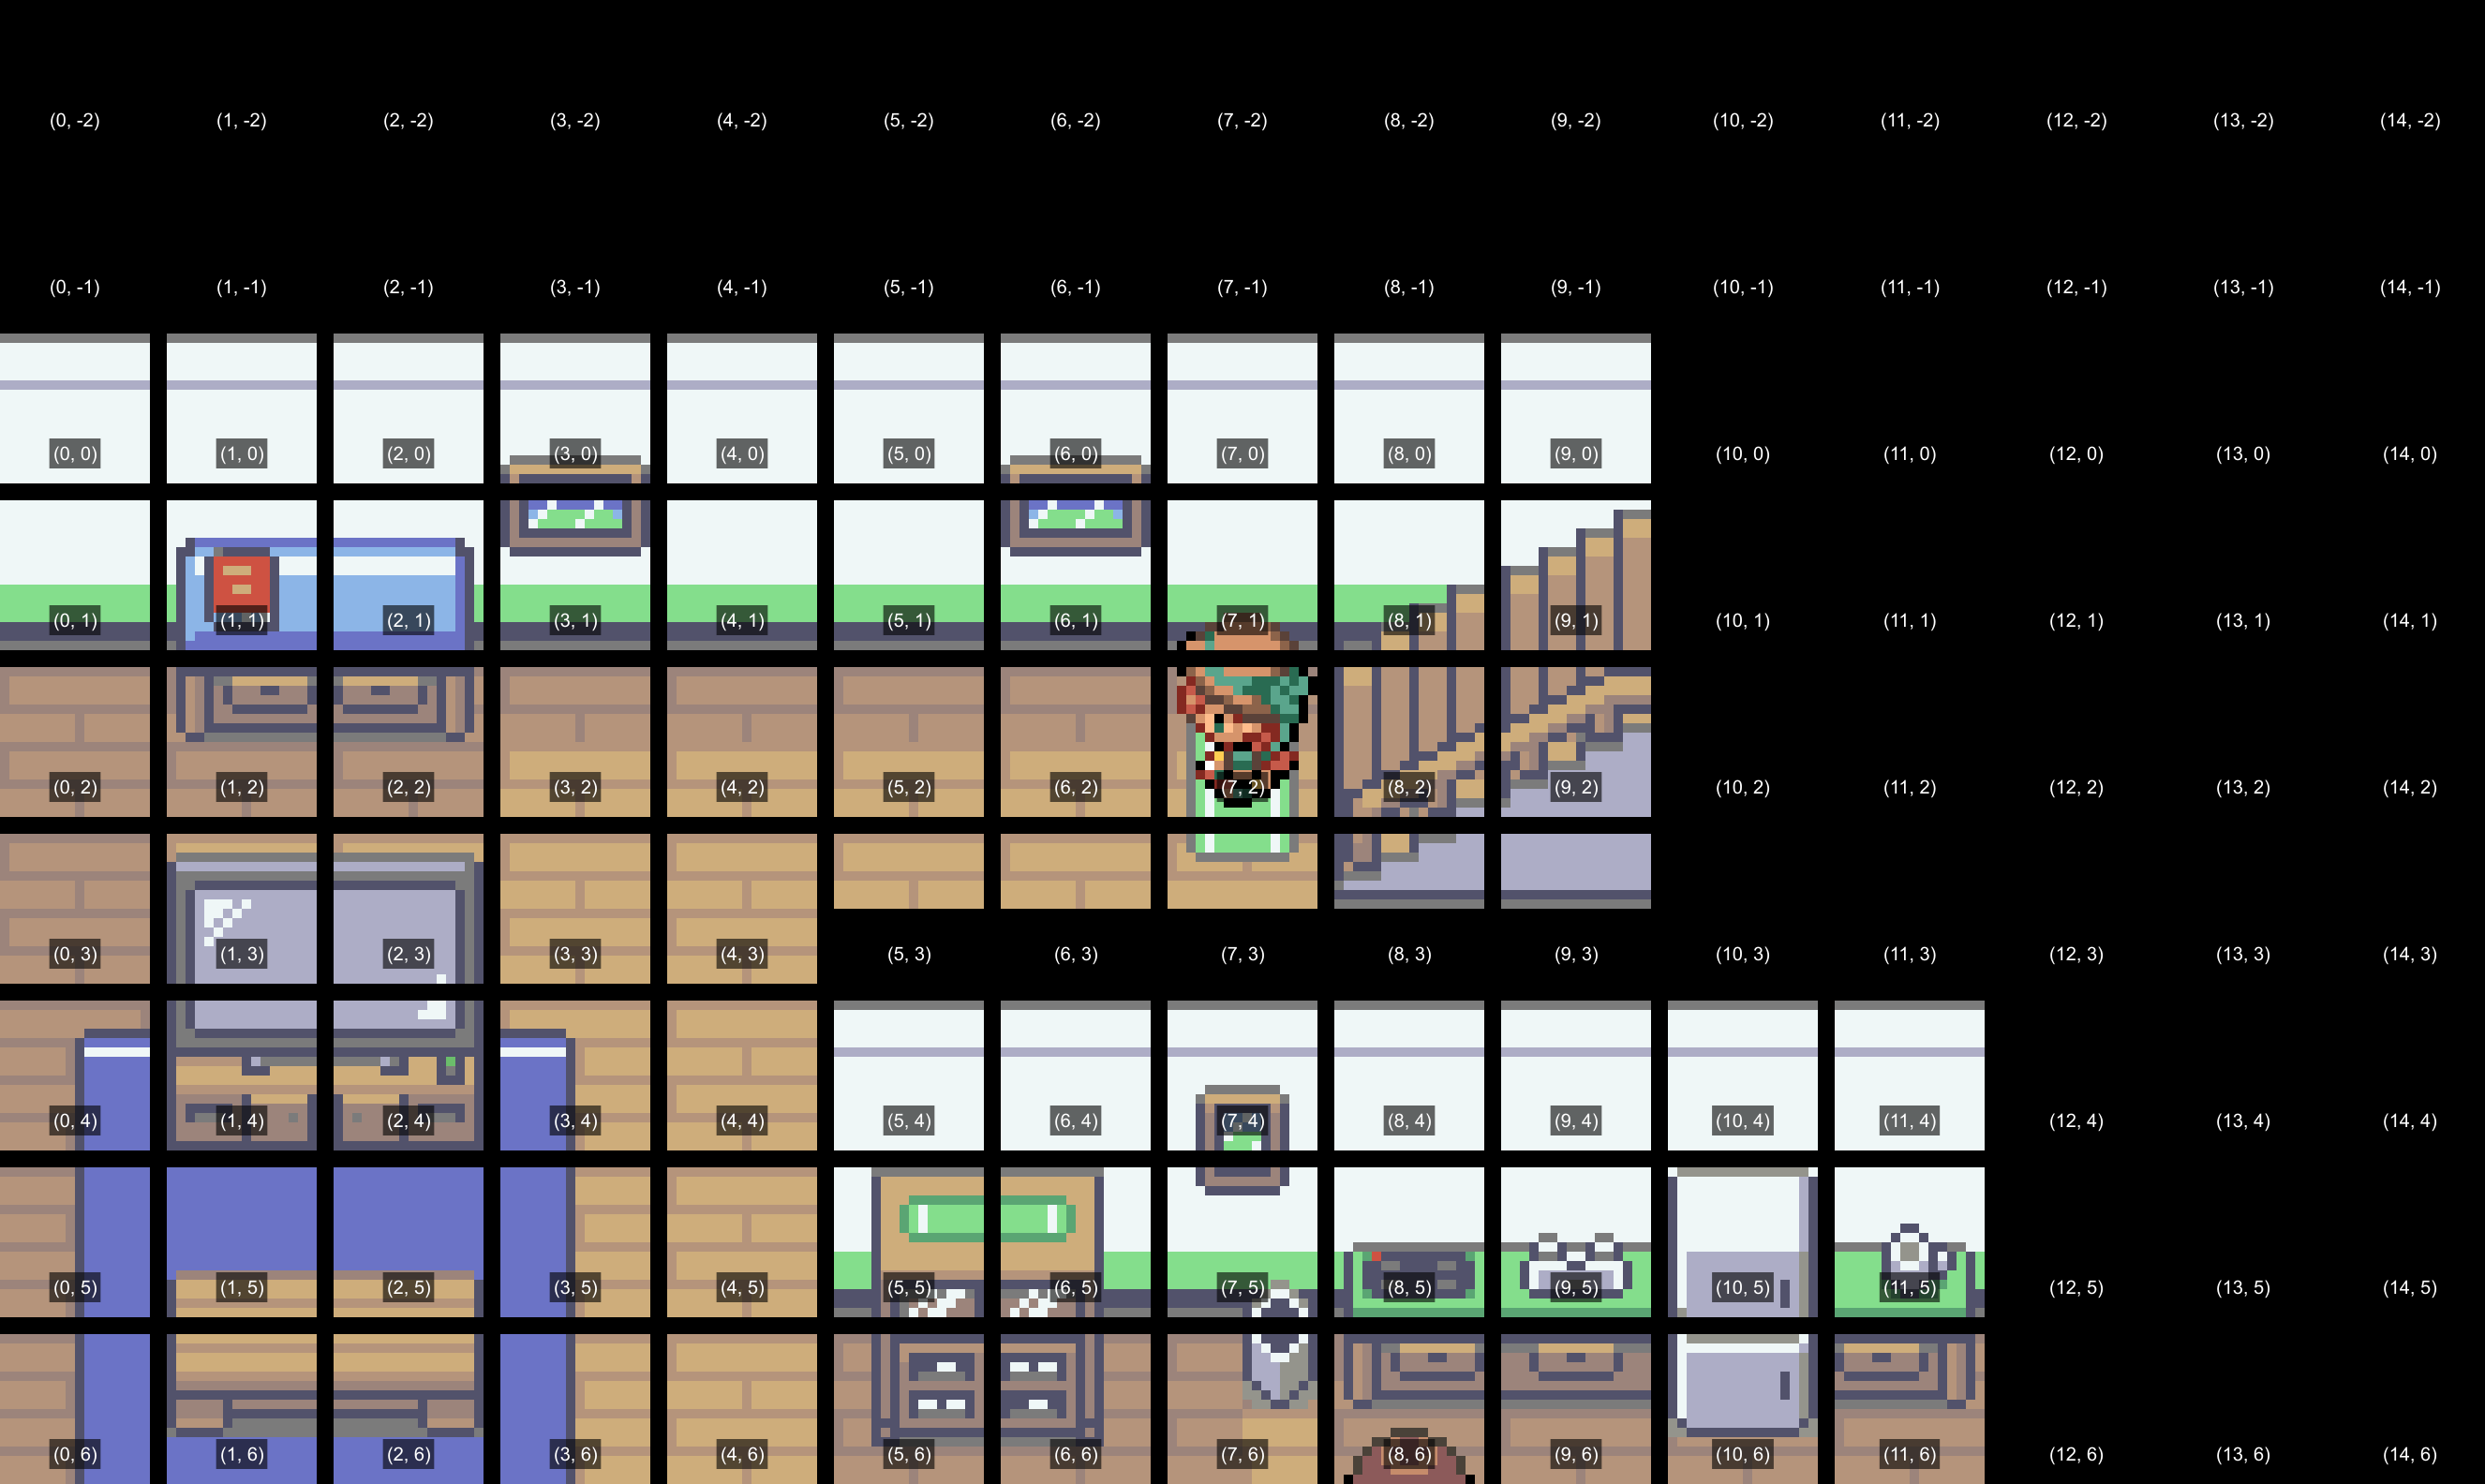 (0, -2) (1, -2) (2, -2) (3, -2) (4, -2) (5, -2) (6, -2) (7, -2) (8, -2) (9, -2) (10, -2) (11, -2) (12, -2) (13, -2) (14, -2)
(0, -1) (1, -1) (2, -1) (3, -1) (4, -1) (5, -1) (6, -1) (7, -1) (8, -1) (9, -1) (10, -1) (11, -1) (12, -1) (13, -1) (14, -1)
(0, 0) (1, 0) (2, 0) (3, 0) (4, 0) (5, 0) (6, 0) (7, 0) (8, 0) (9, 0) (10, 0) (11, 0) (12, 0) (13, 0) (14, 0)
(0, 1) (1, 1) (2, 1) (3, 1) (4, 1) (5, 1) (6, 1) (7, 1) (8, 1) (9, 1) (10, 1) (11, 1) (12, 1) (13, 1) (14, 1)
(0, 2) (1, 2) (2, 2) (3, 2) (4, 2) (5, 2) (6, 2) (7, 2) (8, 2) (9, 2) (10, 2) (11, 2) (12, 2) (13, 2) (14, 2)
(0, 3) (1, 3) (2, 3) (3, 3) (4, 3) (5, 3) (6, 3) (7, 3) (8, 3) (9, 3) (10, 3) (11, 3) (12, 3) (13, 3) (14, 3)
(0, 4) (1, 4) (2, 4) (3, 4) (4, 4) (5, 4) (6, 4) (7, 4) (8, 4) (9, 4) (10, 4) (11, 4) (12, 4) (13, 4) (14, 4)
(0, 5) (1, 5) (2, 5) (3, 5) (4, 5) (5, 5) (6, 5) (7, 5) (8, 5) (9, 5) (10, 5) (11, 5) (12, 5) (13, 5) (14, 5)
(0, 6) (1, 6) (2, 6) (3, 6) (4, 6) (5, 6) (6, 6) (7, 6) (8, 6) (9, 6) (10, 6) (11, 6) (12, 6) (13, 6) (14, 6)